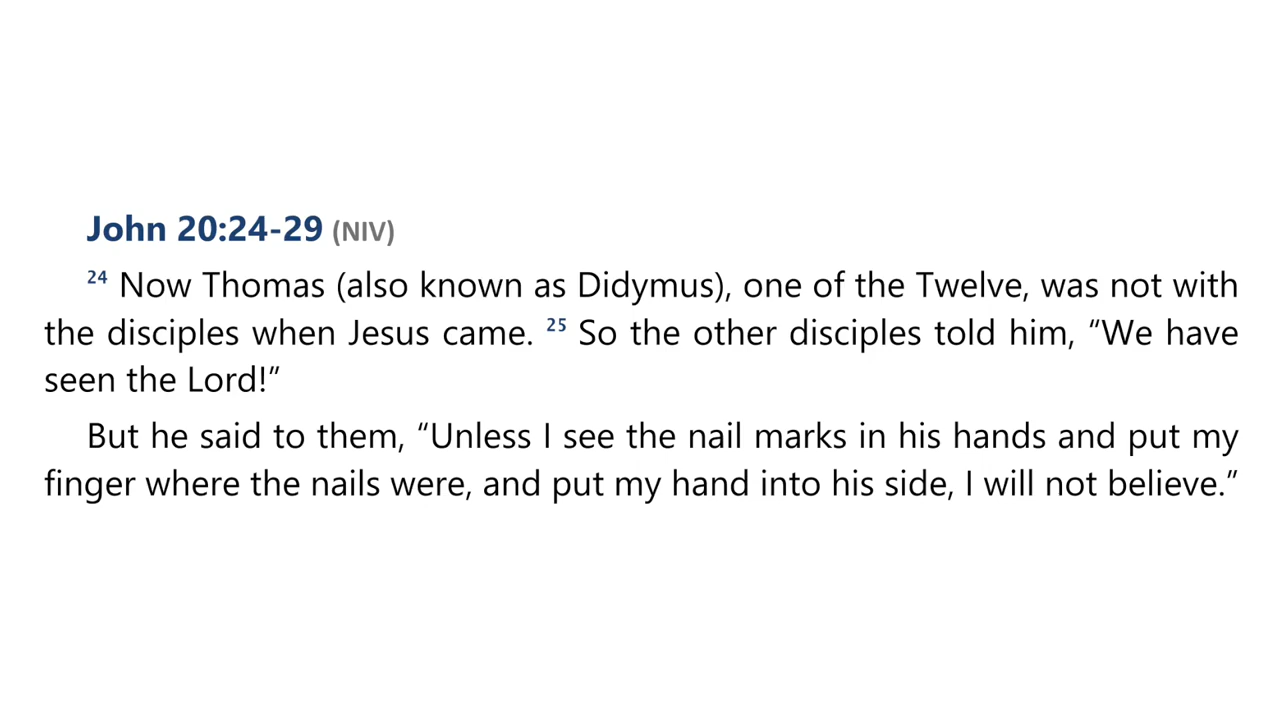 John 20:24-29 (NIV)
24 Now Thomas (also known as Didymus), one of the Twelve, was not with
the disciples when Jesus came. 25 So the other disciples told him, “We have
seen the Lord!”
But he said to them, “Unless I see the nail marks in his hands and put my
finger where the nails were, and put my hand into his side, I will not believe.”